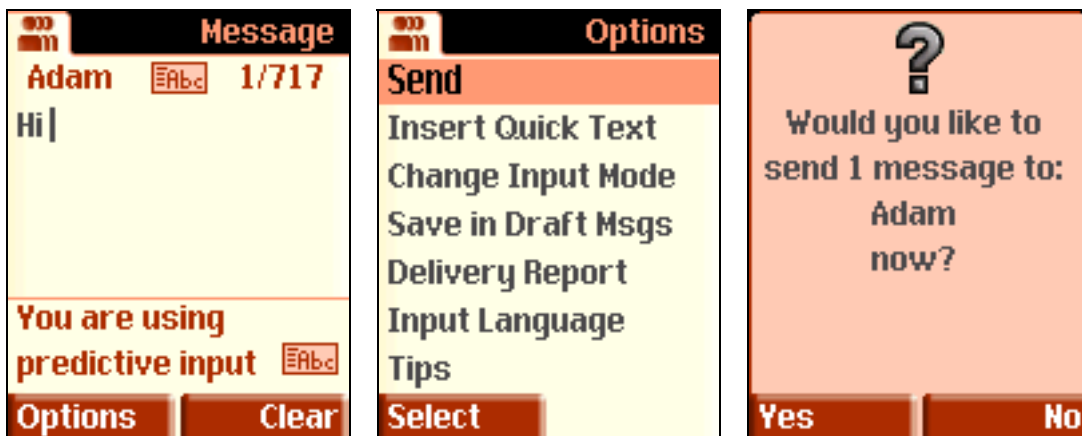 Message
Adam Abc 1/717
Hi
You are using
predictive input Abc
Options Clear
Options
Send
Insert Quick Text
Change Input Mode
Save in Draft Msgs
Delivery Report
Input Language
Tips
Select
?
Would you like to
send 1 message to:
Adam
now?
Yes No